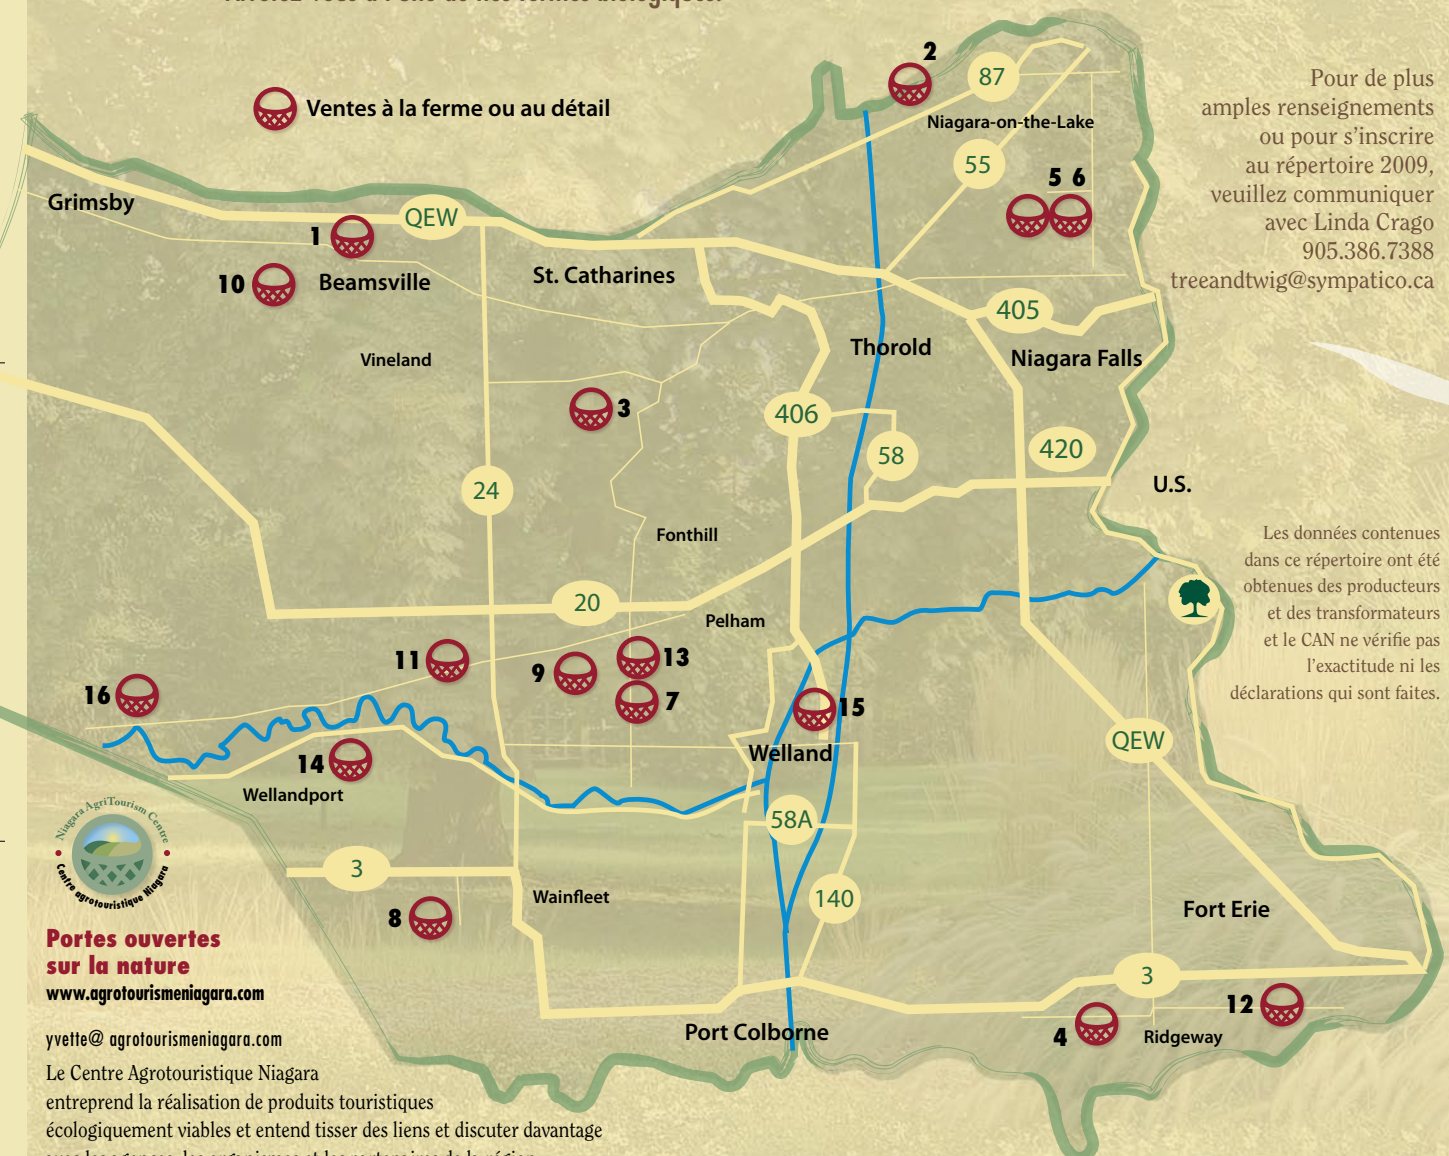 Ventes à la ferme ou au détail
2
87
Niagara-on-the-Lake
55
5 6
Pour de plus
amples renseignements
ou pour s'inscrire
au répertoire 2009,
veuillez communiquer
avec Linda Crago
905.386.7388
treeandtwig@sympatico.ca
Grimsby
QEW
1
10
Beamsville
St. Catharines
405
Thorold
Niagara Falls
Vineland
3
406
58
420
24
U.S.
Fonthill
Les données contenues
dans ce répertoire ont été
obtenues des producteurs
et des transformateurs
et le CAN ne vérifie pas
l'exactitude ni les
déclarations qui sont faites.
20
Pelham
11
9
13
7
16
15
14
Welland
QEW
Wellandport
58A
Niagara AgriTourism Centre
Centre agrotouristique Niagara
3
140
Wainfleet
8
Fort Erie
3
12
4
Ridgeway
Port Colborne
Portes ouvertes
sur la nature
www.agrotourismeniagara.com
yvette@ agrotourismeniagara.com
Le Centre Agrotouristique Niagara
entreprend la réalisation de produits touristiques
écologiquement viables et entend tisser des liens et discuter davantage